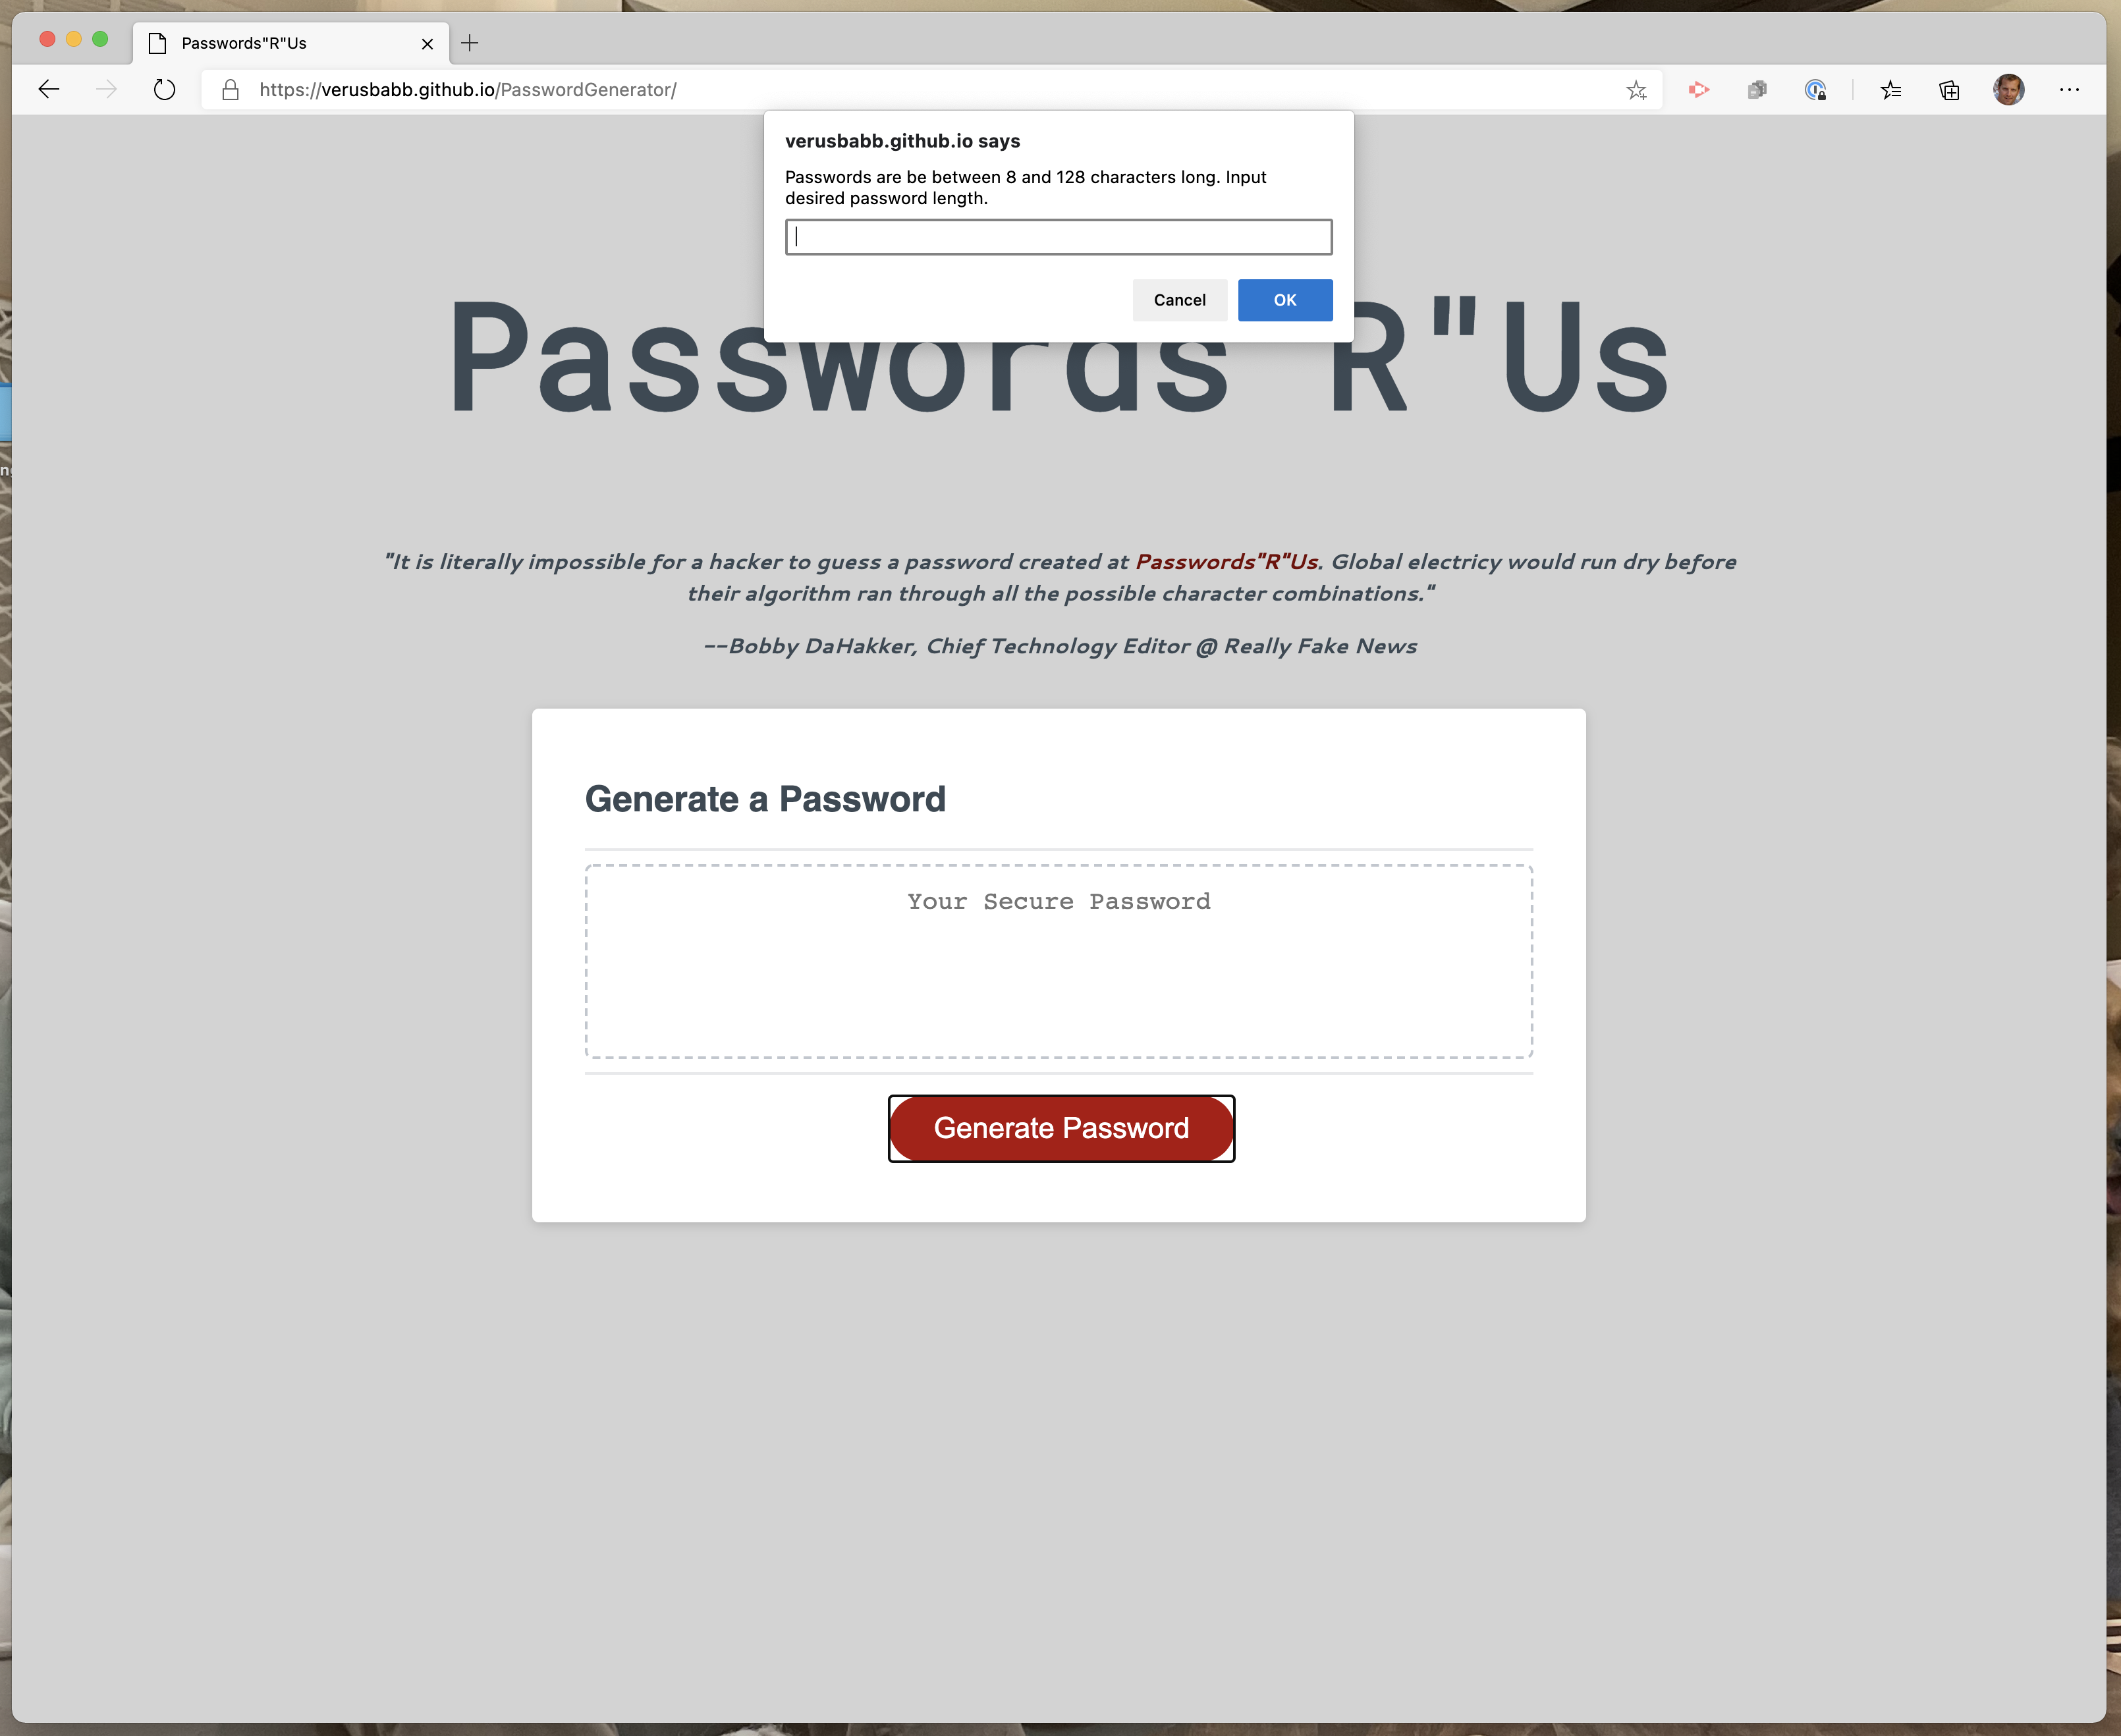 Passwords"R"Us
https://verusbabb.github.io/PasswordGenerator/
verusbabb.github.io says
Passwords are be between 8 and 128 characters long. Input
desired password length.
Cancel
OK
Passwords R"Us
"It is literally impossible for a hacker to guess a password created at Passwords"R"Us. Global electricy would run dry before
their algorithm ran through all the possible character combinations."
--Bobby DaHakker, Chief Technology Editor @ Really Fake News
Generate a Password
Your Secure Password
Generate Password